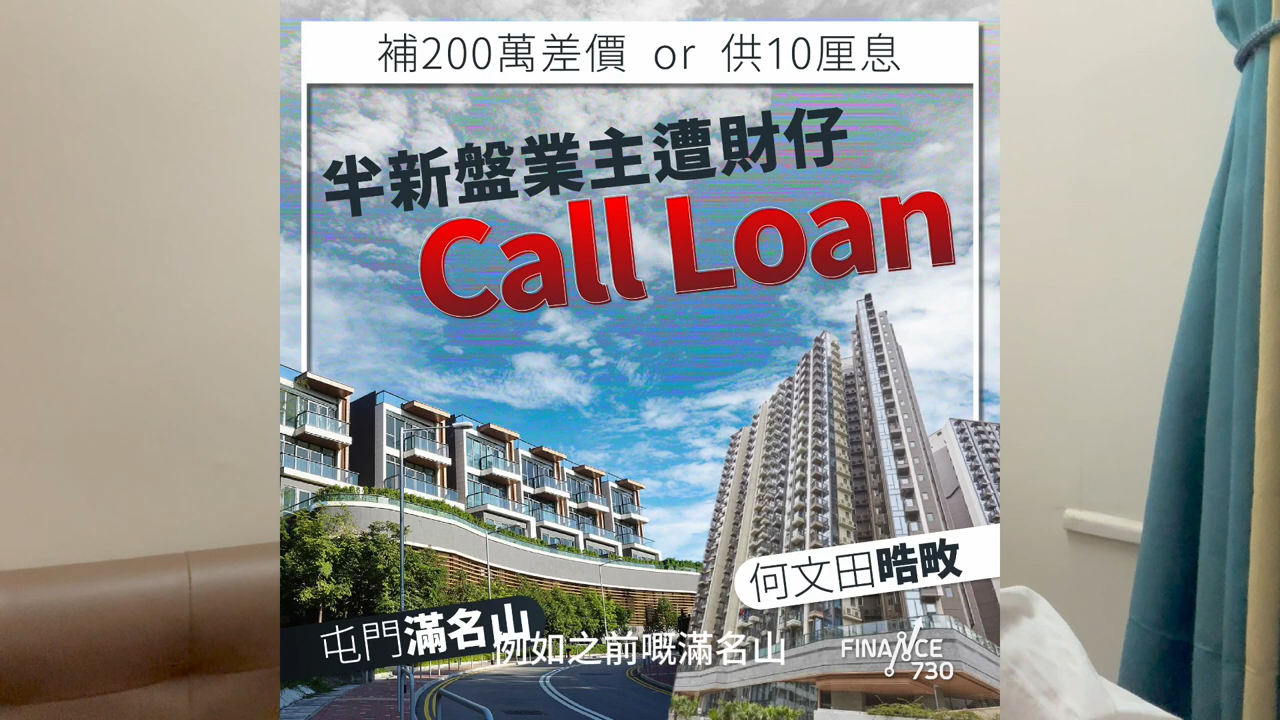 補200萬差價 or 供10厘息
半新盤業主遭財仔
Call Loan
何文田皓畋
屯門滿名山
例如之前嘅滿名山
FINANCE
730